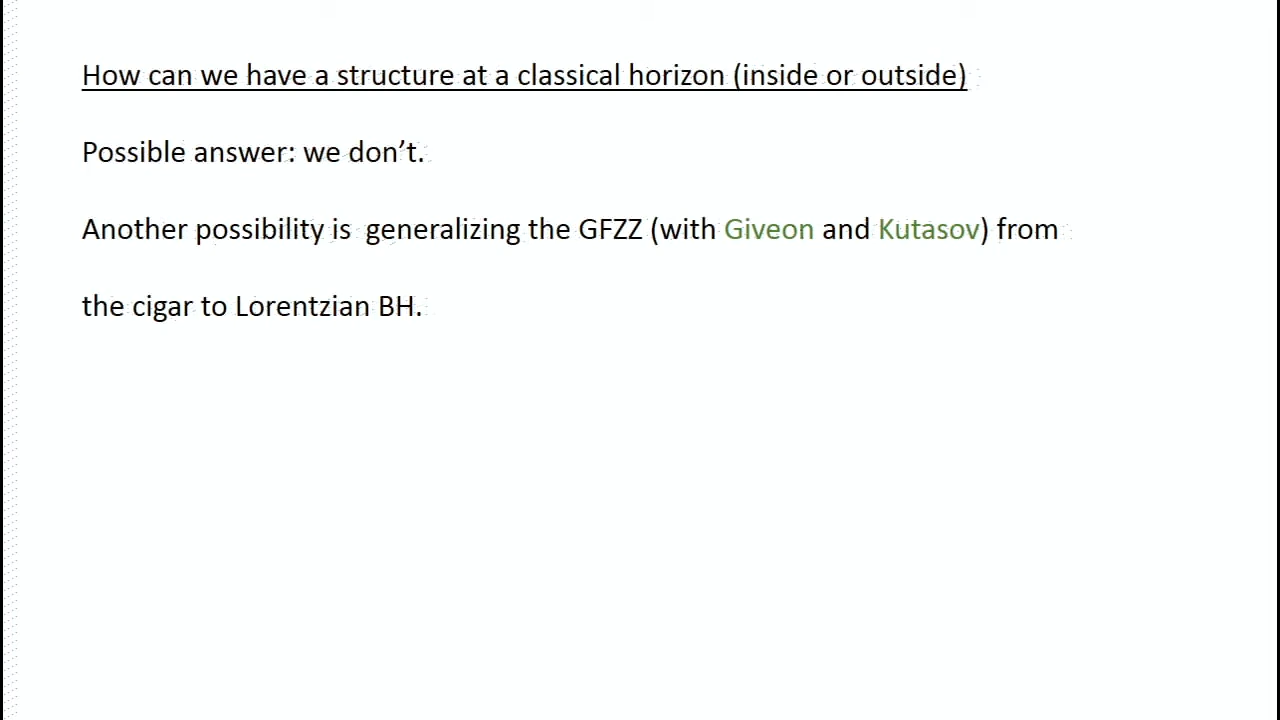 How can we have a structure at a classical horizon (inside or outside)
Possible answer: we don’t.
Another possibility is  generalizing the GFZZ (with Giveon and Kutasov) from
the cigar to Lorentzian BH.